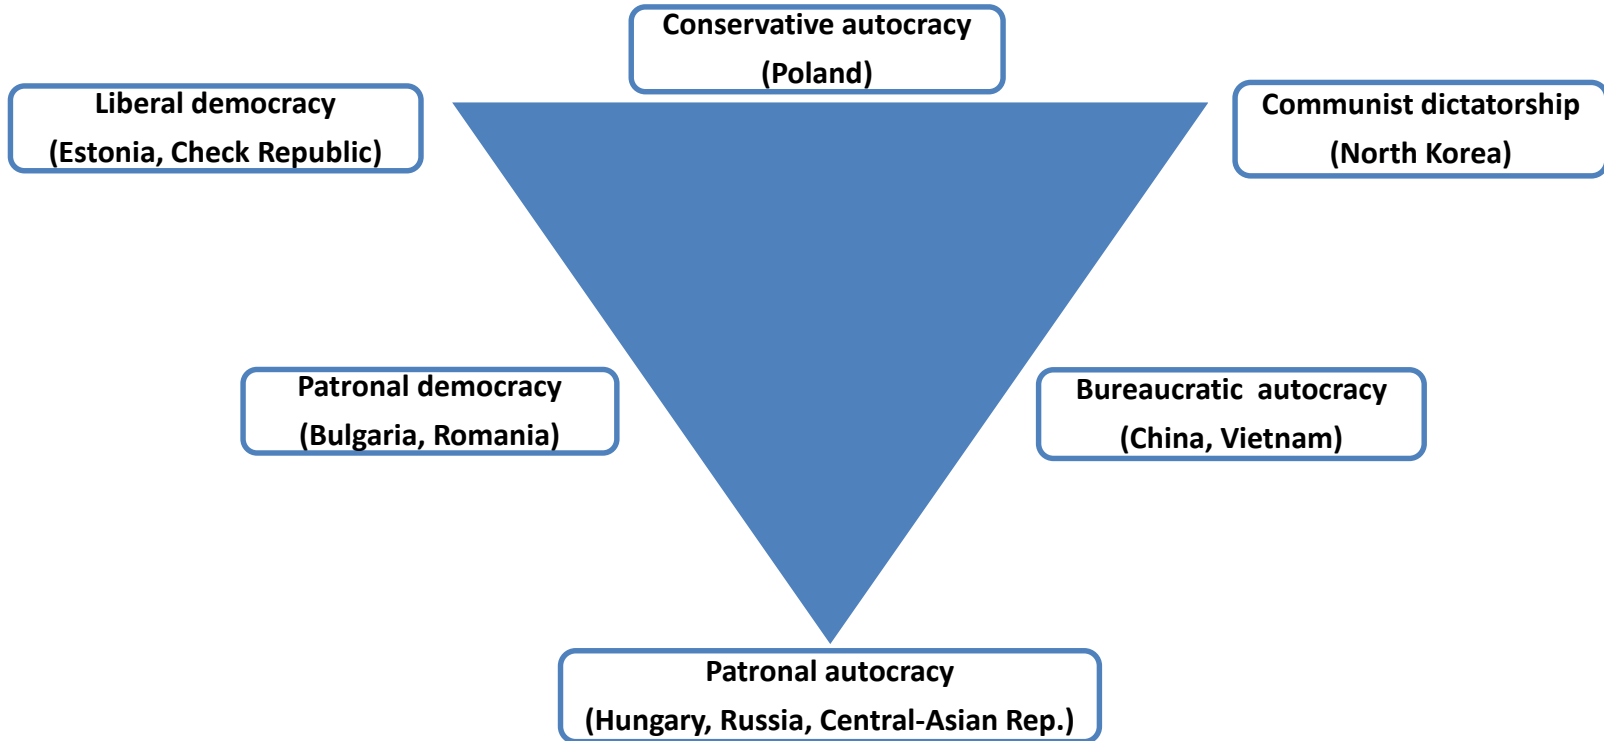 Conservative autocracy
(Poland)
Liberal democracy
(Estonia, Check Republic)
Communist dictatorship
(North Korea)
Patronal democracy
(Bulgaria, Romania)
Bureaucratic  autocracy
(China, Vietnam)
Patronal autocracy
(Hungary, Russia, Central-Asian Rep.)